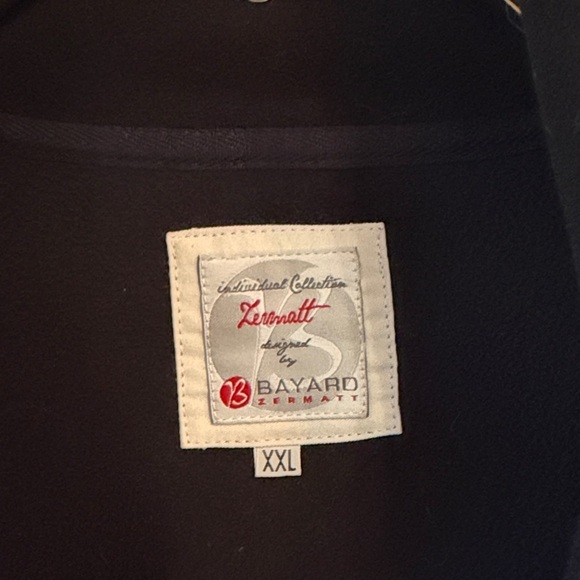 individual Collection
Zermatt
designed
by
B BAYARD
ZERMATT
XXL